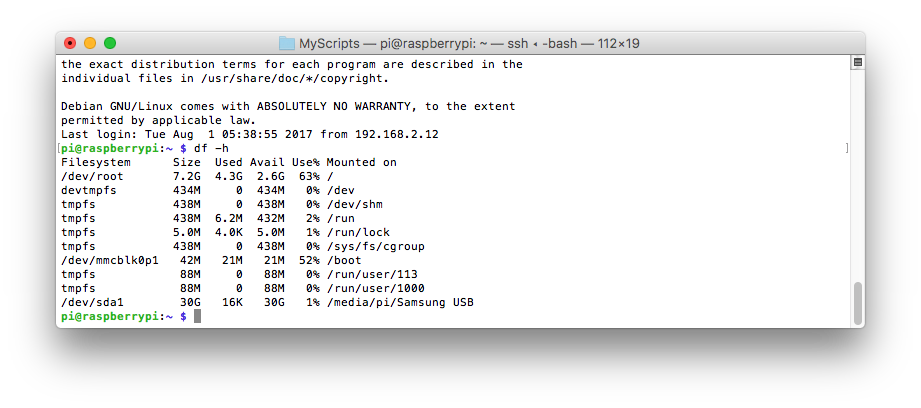 MyScripts — pi@raspberrypi: ~ — ssh ◂ -bash — 112×19
the exact distribution terms for each program are described in the
individual files in /usr/share/doc/*/copyright.

Debian GNU/Linux comes with ABSOLUTELY NO WARRANTY, to the extent
permitted by applicable law.
Last login: Tue Aug  1 05:38:55 2017 from 192.168.2.12
[pi@raspberrypi:~ $ df -h ]
Filesystem      Size  Used Avail Use% Mounted on
/dev/root       7.2G  4.3G  2.6G  63% /
devtmpfs        434M     0  434M   0% /dev
tmpfs           438M     0  438M   0% /dev/shm
tmpfs           438M  6.2M  432M   2% /run
tmpfs           5.0M  4.0K  5.0M   1% /run/lock
tmpfs           438M     0  438M   0% /sys/fs/cgroup
/dev/mmcblk0p1   42M   21M   21M  52% /boot
tmpfs            88M     0   88M   0% /run/user/113
tmpfs            88M     0   88M   0% /run/user/1000
/dev/sda1        30G   16K   30G   1% /media/pi/Samsung USB
pi@raspberrypi:~ $